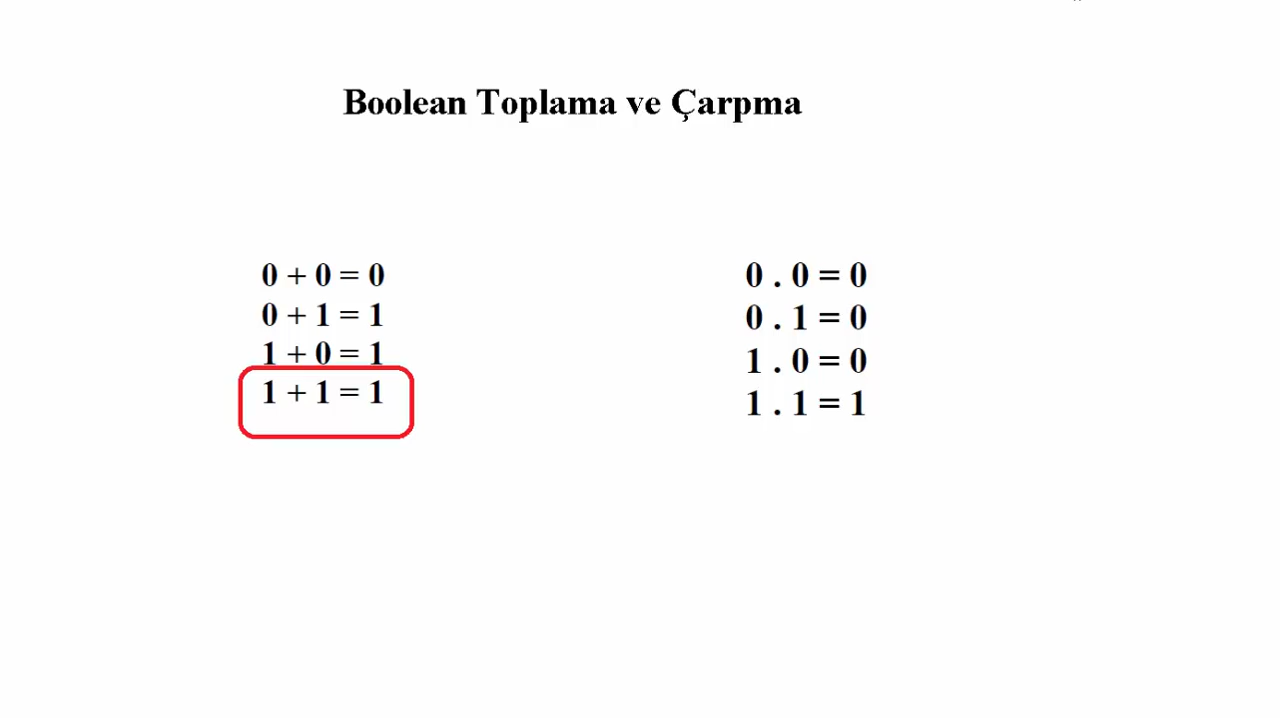 Boolean Toplama ve Çarpma
0 + 0 = 0
0 + 1 = 1
1 + 0 = 1
1 + 1 = 1
0 . 0 = 0
0 . 1 = 0
1 . 0 = 0
1 . 1 = 1